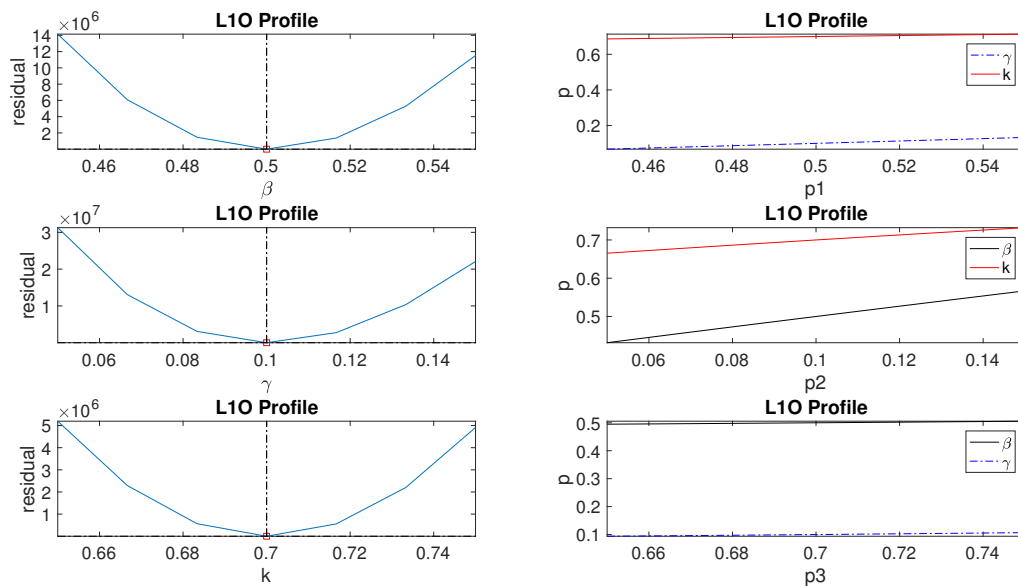 L1O Profile
×10⁶
14
12
10
8
6
4
2
residual
0.46 0.48 0.5 0.52 0.54
β
L1O Profile
0.6
0.4
0.2
p
γ
k
0.46 0.48 0.5 0.52 0.54
p1
L1O Profile
×10⁷
3
2
1
residual
0.06 0.08 0.1 0.12 0.14
γ
L1O Profile
0.7
0.6
0.5
p
β
k
0.06 0.08 0.1 0.12 0.14
p2
L1O Profile
×10⁶
5
4
3
2
1
residual
0.66 0.68 0.7 0.72 0.74
k
L1O Profile
0.5
0.4
0.3
0.2
0.1
p
β
γ
0.66 0.68 0.7 0.72 0.74
p3